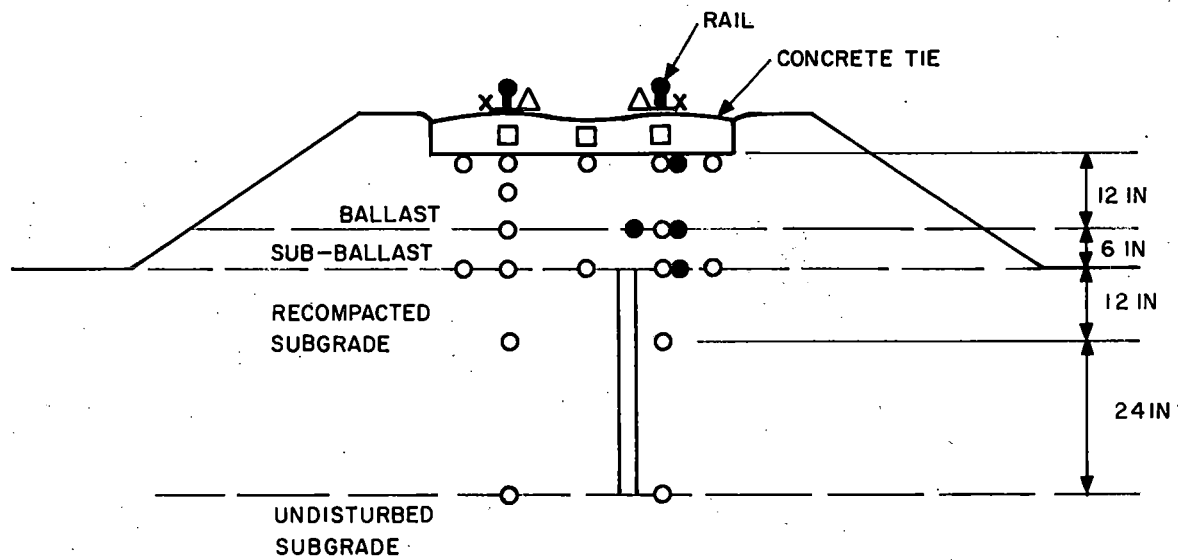 RAIL
CONCRETE TIE
12 IN
BALLAST
SUB-BALLAST
6 IN
12 IN
RECOMPACTED
SUBGRADE
24 IN
UNDISTURBED
SUBGRADE